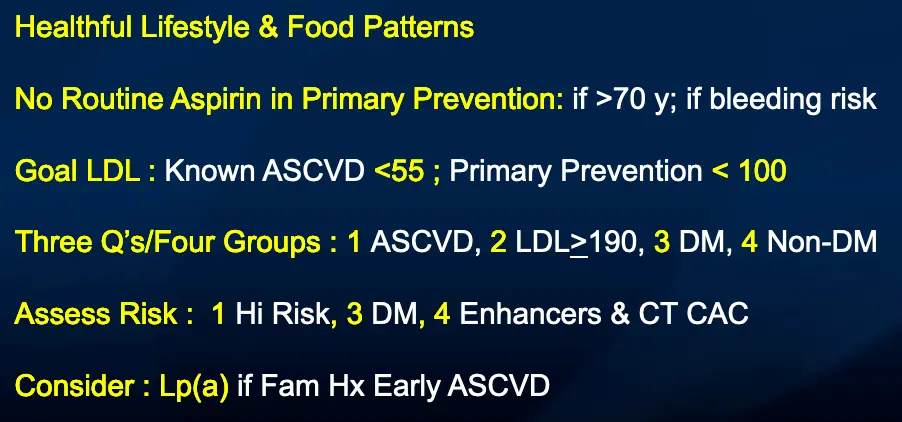 Healthful Lifestyle & Food Patterns
No Routine Aspirin in Primary Prevention: if >70 y; if bleeding risk
Goal LDL : Known ASCVD <55 ; Primary Prevention < 100
Three Q's/Four Groups : 1 ASCVD, 2 LDL≥190, 3 DM, 4 Non-DM
Assess Risk : 1 Hi Risk, 3 DM, 4 Enhancers & CT CAC
Consider : Lp(a) if Fam Hx Early ASCVD